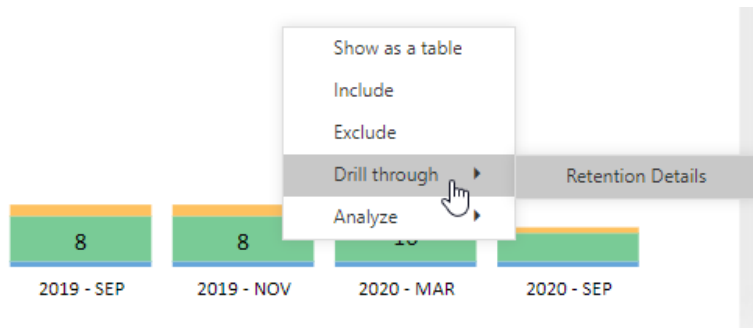 Show as a table
Include
Exclude
Drill through
Retention Details
Analyze
8
8
2019 - SEP
2019 - NOV
2020 - MAR
2020 - SEP